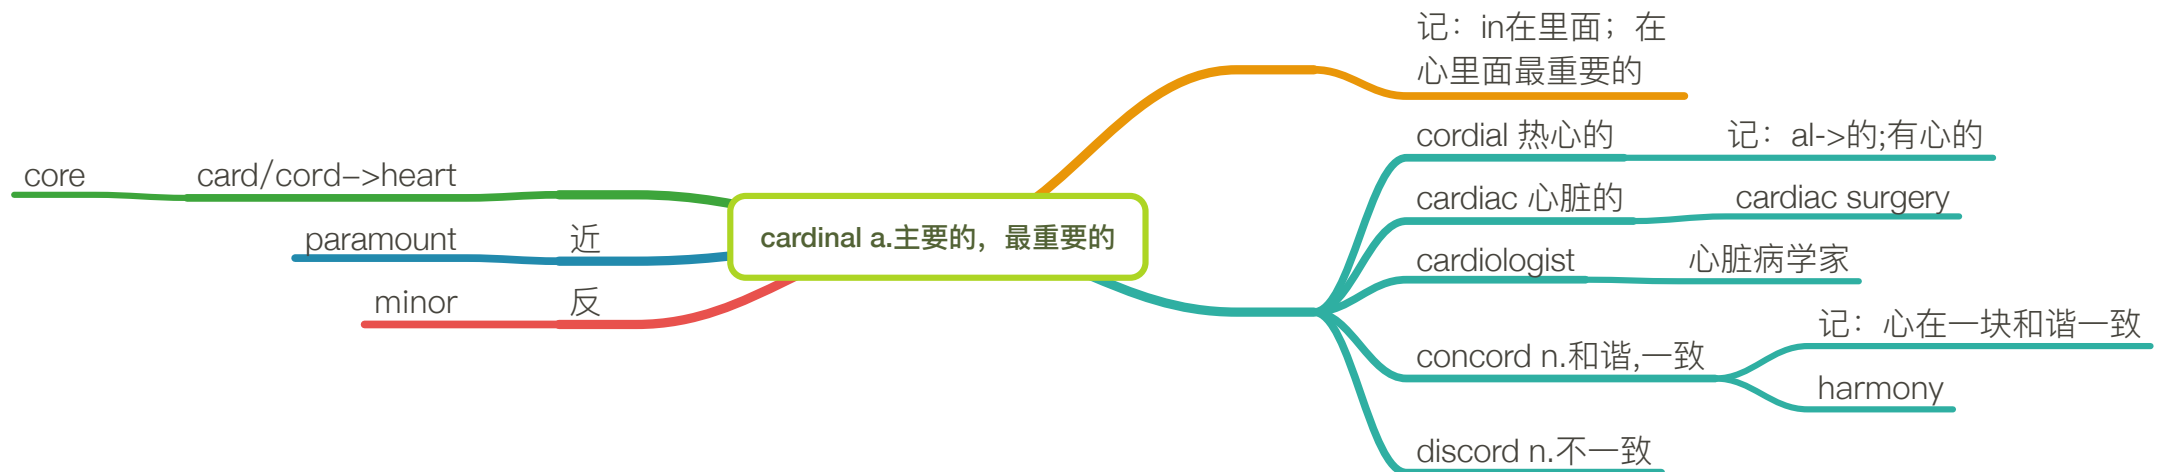 记：in在里面；在
心里面最重要的
cordial 热心的
记：al->的;有心的
core
card/cord–>heart
cardiac 心脏的
cardiac surgery
paramount
近
cardinal a.主要的，最重要的
cardiologist
心脏病学家
minor
反
记：心在一块和谐一致
concord n.和谐,一致
harmony
discord n.不一致